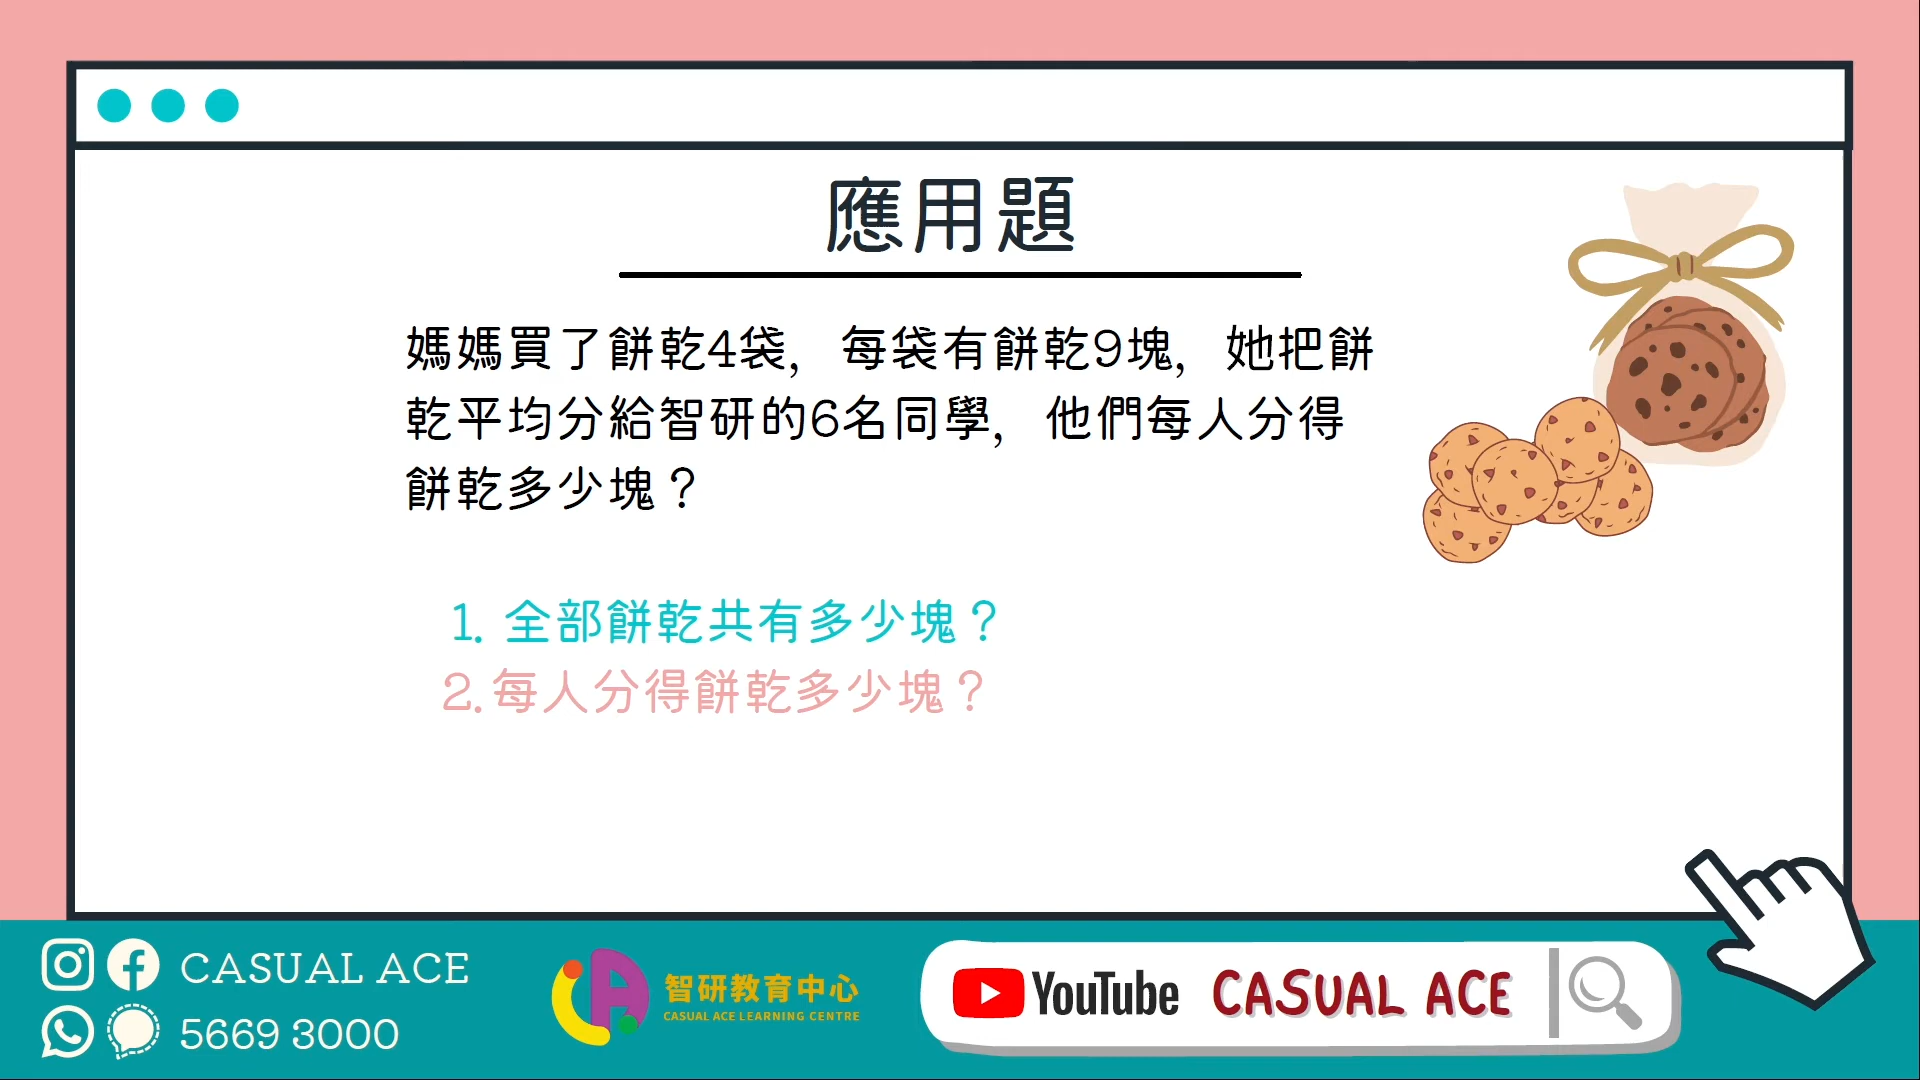 應用題
媽媽買了餅乾4袋，每袋有餅乾9塊，她把餅
乾平均分給智研的6名同學，他們每人分得
餅乾多少塊？
1. 全部餅乾共有多少塊？
2. 每人分得餅乾多少塊？
CASUAL ACE
5669 3000
智研教育中心
CASUAL ACE LEARNING CENTRE
YouTube CASUAL ACE